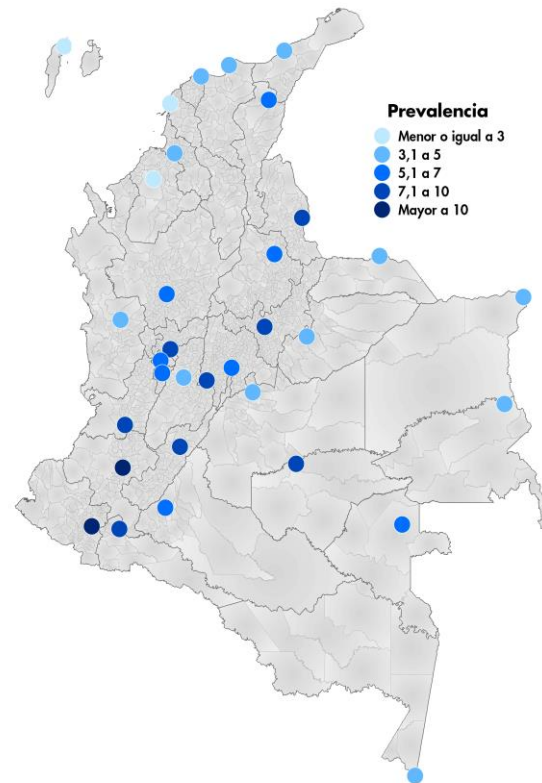 Prevalencia
Menor o igual a 3
3,1 a 5
5,1 a 7
7,1 a 10
Mayor a 10